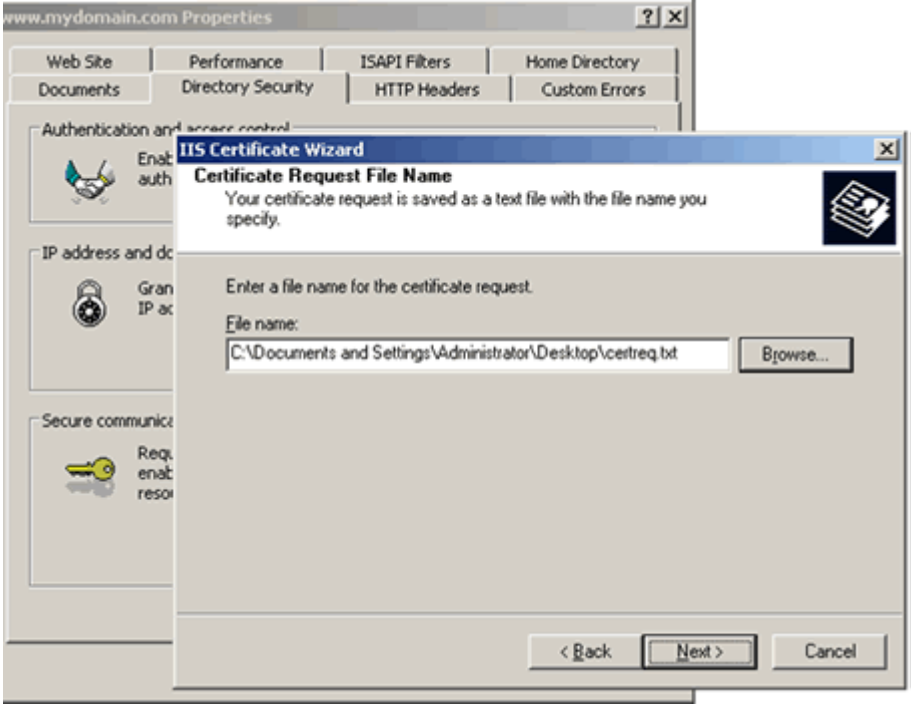 www.mydomain.com Properties
Web Site Performance ISAPI Filters Home Directory
Documents Directory Security HTTP Headers Custom Errors
Authentication and access control
Enab
auth
IP address and do
Gran
IP ad
Secure communica
Requ
enab
resou
IIS Certificate Wizard
Certificate Request File Name
Your certificate request is saved as a text file with the file name you
specify.
Enter a file name for the certificate request.
File name:
C:\Documents and Settings\Administrator\Desktop\certreq.txt Browse...
< Back Next > Cancel